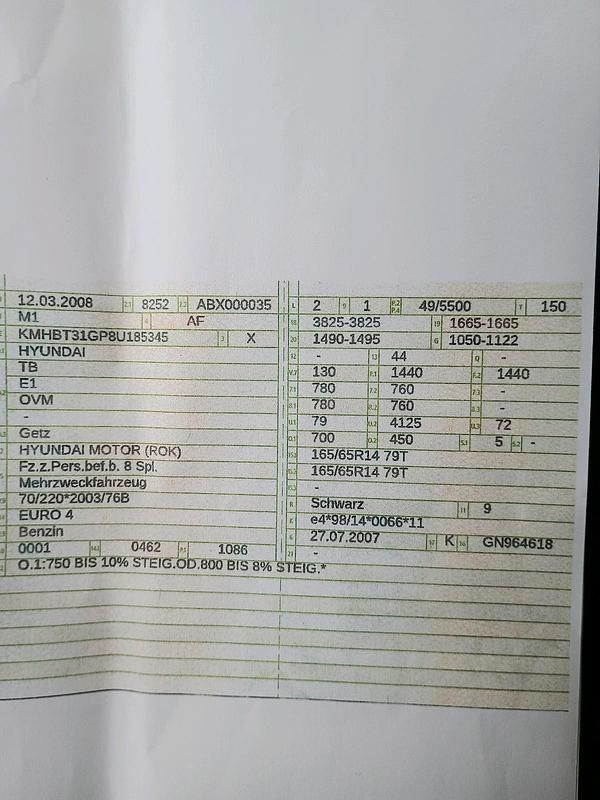 12.03.2008 2.1 8252 2.2 ABX000035
M1 4 AF
KMHBT31GP8U185345 3 X
HYUNDAI
TB
E1
OVM
-
Getz
HYUNDAI MOTOR (ROK)
Fz.z.Pers.bef.b. 8 Spl.
Mehrzweckfahrzeug
70/220*2003/76B
EURO 4
Benzin
0001 0462 1086
O.1:750 BIS 10% STEIG.OD.800 BIS 8% STEIG.*
L 2 9 1 P.2 P.4 49/5500 T 150
18 3825-3825 19 1665-1665
20 1490-1495 G 1050-1122
12 - 13 44 Q -
V.7 130 F.1 1440 F.2 1440
7.1 780 7.2 760 7.3 -
8.1 780 8.2 760 8.3 -
U.1 79 U.2 4125 U.3 72
O.1 700 O.2 450 S.1 5 S.2 -
15.1 165/65R14 79T
15.2 165/65R14 79T
15.3 -
R Schwarz 11 9
K e4*98/14*0066*11
6 27.07.2007 17 K 16 GN964618
21 -